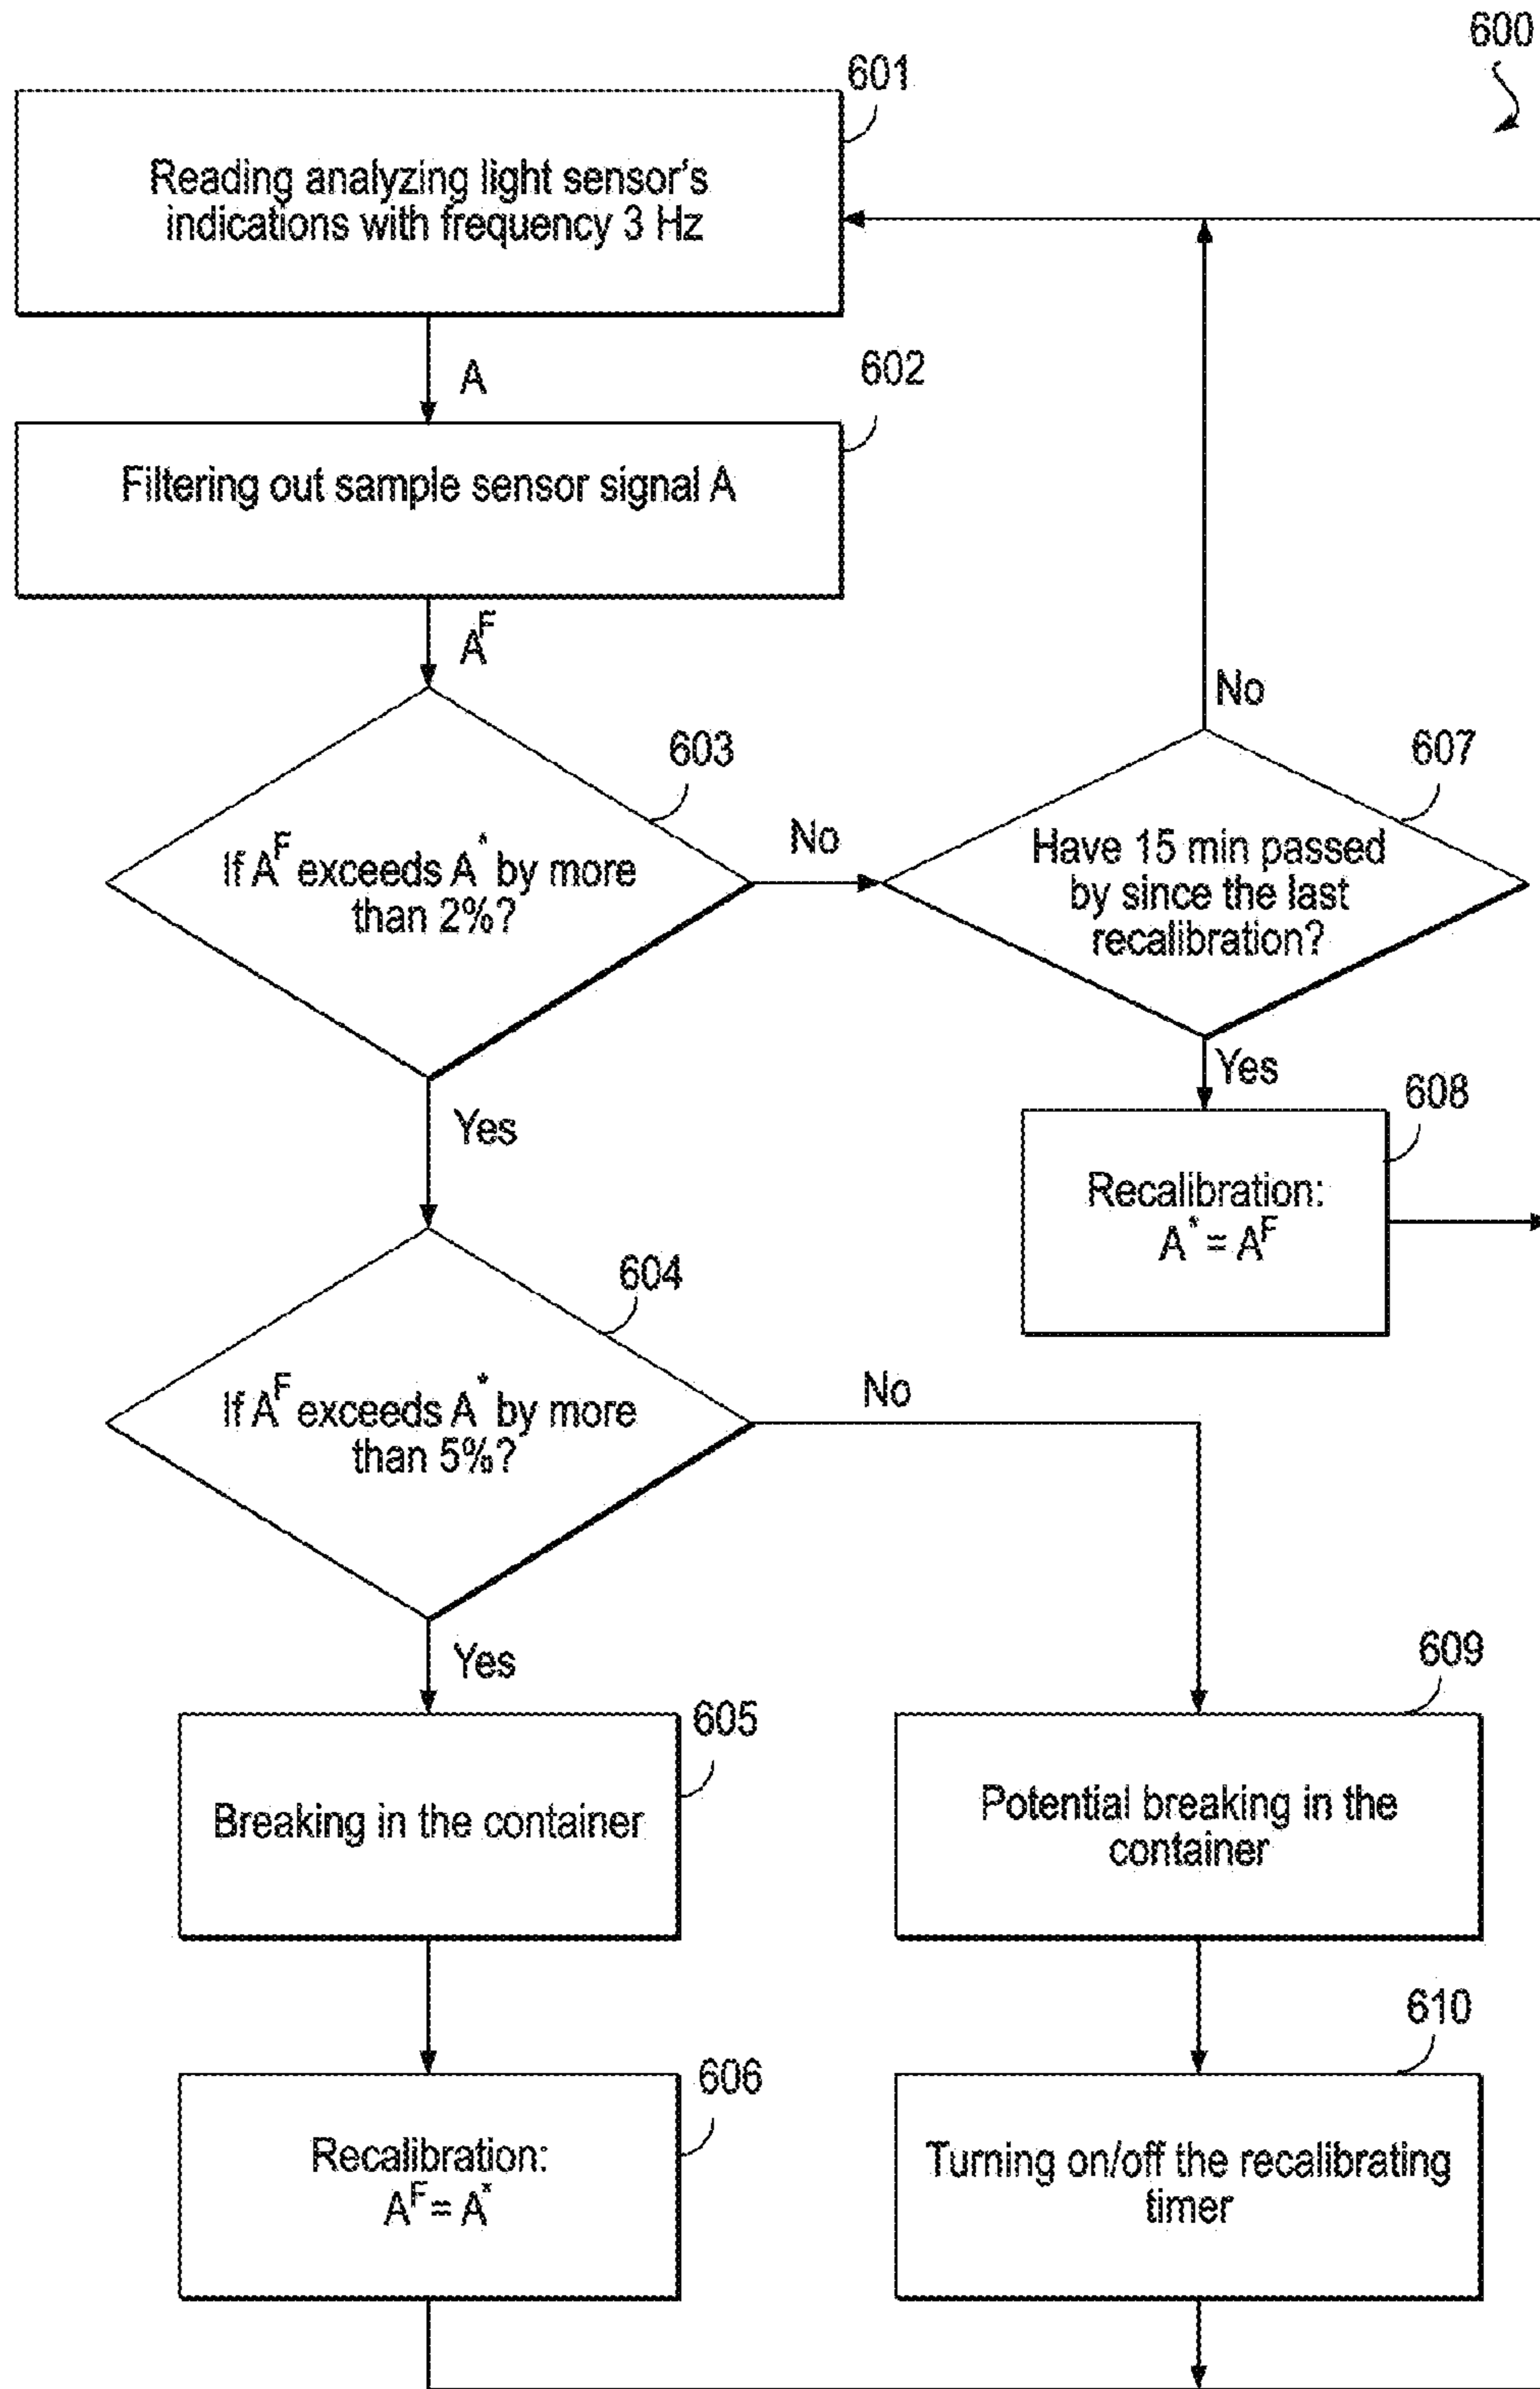 600
601
Reading analyzing light sensor's
indications with frequency 3 Hz
A
602
Filtering out sample sensor signal A
A^F
603
If A^F exceeds A* by more
than 2%?
No
607
Have 15 min passed
by since the last
recalibration?
No
Yes
608
Recalibration:
A* = A^F
Yes
604
If A^F exceeds A* by more
than 5%?
No
Yes
605
Breaking in the container
609
Potential breaking in the
container
606
Recalibration:
A^F = A*
610
Turning on/off the recalibrating
timer